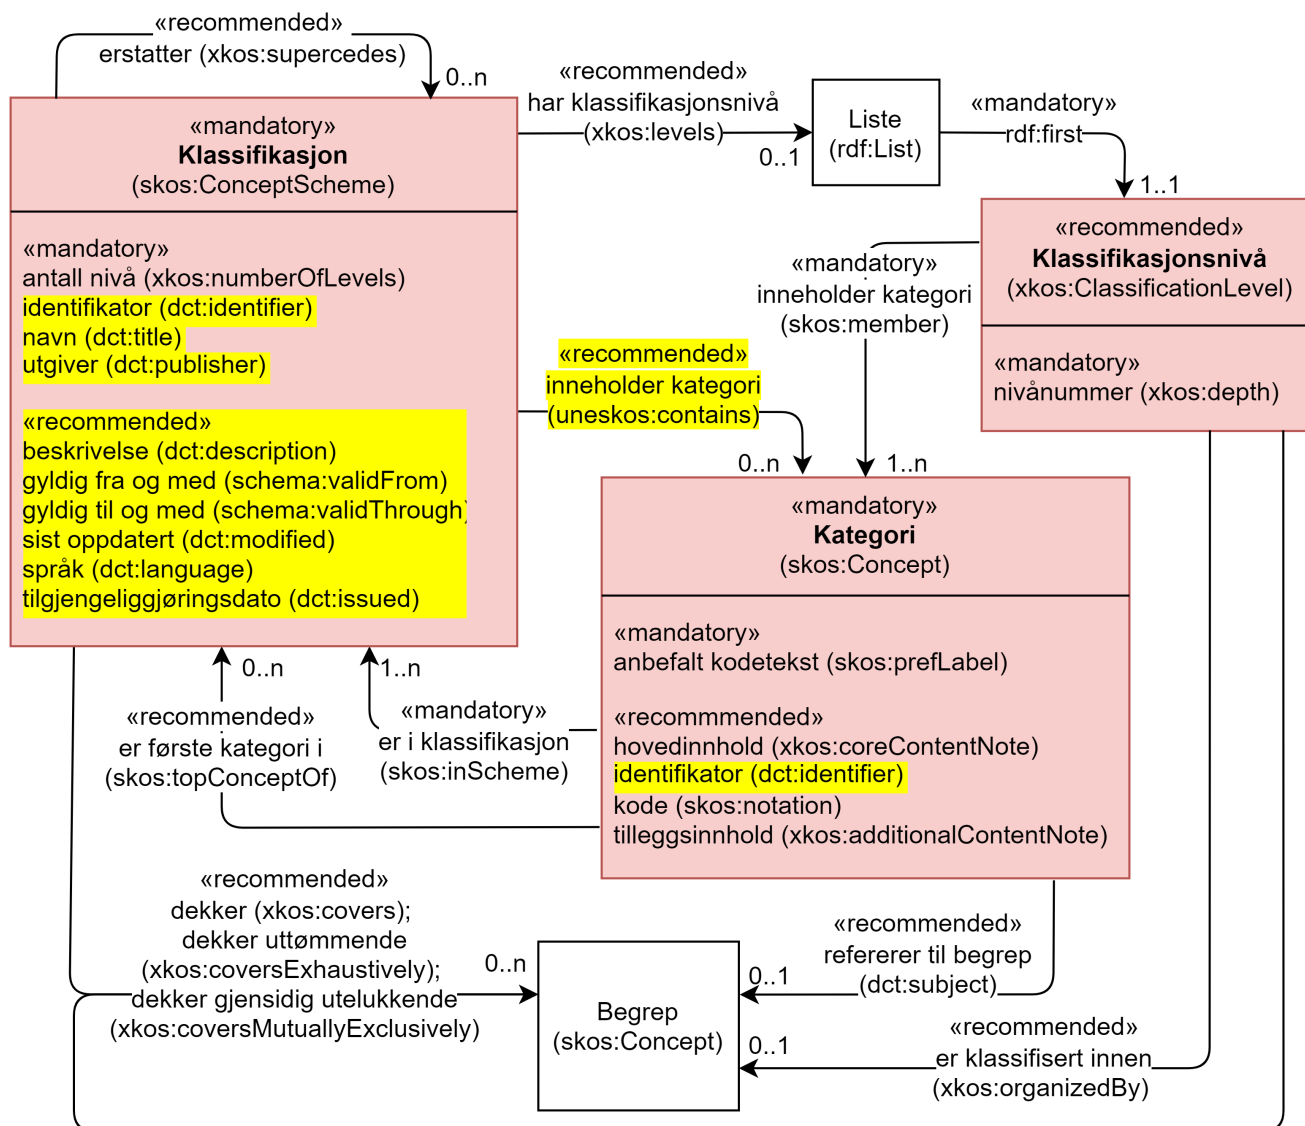 «recommended»
erstatter (xkos:supercedes)
0..n
«mandatory»
Klassifikasjon
(skos:ConceptScheme)
«mandatory»
antall nivå (xkos:numberOfLevels)
identifikator (dct:identifier)
navn (dct:title)
utgiver (dct:publisher)
«recommended»
beskrivelse (dct:description)
gyldig fra og med (schema:validFrom)
gyldig til og med (schema:validThrough)
sist oppdatert (dct:modified)
språk (dct:language)
tilgjengeliggjøringsdato (dct:issued)
«recommended»
har klassifikasjonsnivå
(xkos:levels)
0..1
Liste
(rdf:List)
«mandatory»
rdf:first
1..1
«recommended»
Klassifikasjonsnivå
(xkos:ClassificationLevel)
«mandatory»
nivånummer (xkos:depth)
«mandatory»
inneholder kategori
(skos:member)
1..n
«recommended»
inneholder kategori
(uneskos:contains)
0..n
«mandatory»
Kategori
(skos:Concept)
«mandatory»
anbefalt kodetekst (skos:prefLabel)
«recommmended»
hovedinnhold (xkos:coreContentNote)
identifikator (dct:identifier)
kode (skos:notation)
tilleggsinnhold (xkos:additionalContentNote)
0..n
«recommended»
er første kategori i
(skos:topConceptOf)
1..n
«mandatory»
er i klassifikasjon
(skos:inScheme)
«recommended»
dekker (xkos:covers);
dekker uttømmende
(xkos:coversExhaustively);
dekker gjensidig utelukkende
(xkos:coversMutuallyExclusively)
0..n
Begrep
(skos:Concept)
«recommended»
refererer til begrep
(dct:subject)
0..1
«recommended»
er klassifisert innen
(xkos:organizedBy)
0..1